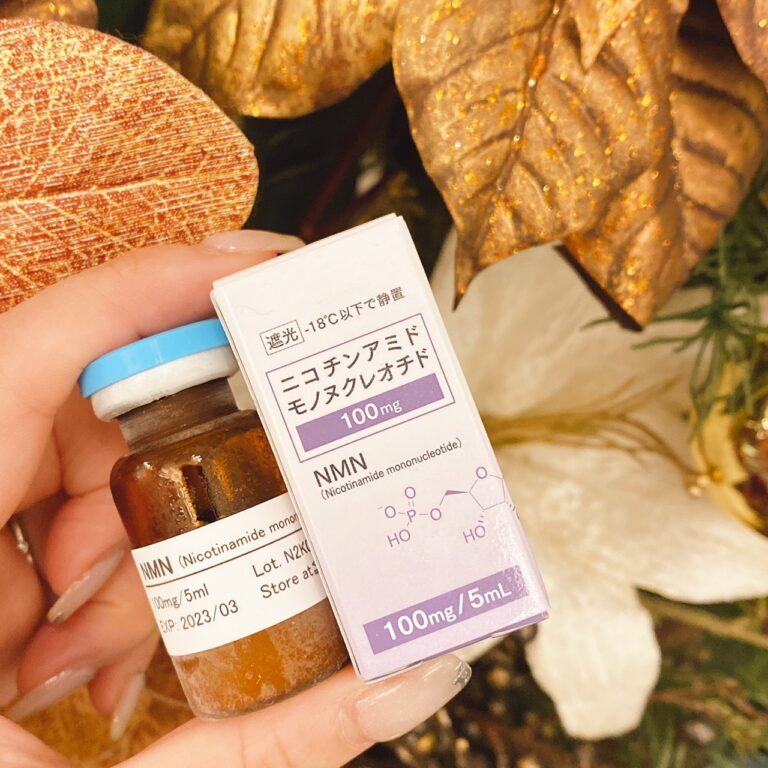 遮光 -18℃以下で静置
ニコチンアミド
モノヌクレオチド
100mg
NMN
(Nicotinamide mononucleotide)
O
O
-O
P
O
HO
HO
100mg/5mL
NMN (Nicotinamide
100mg/5ml Lot.
EXP: 2023/03 Store at